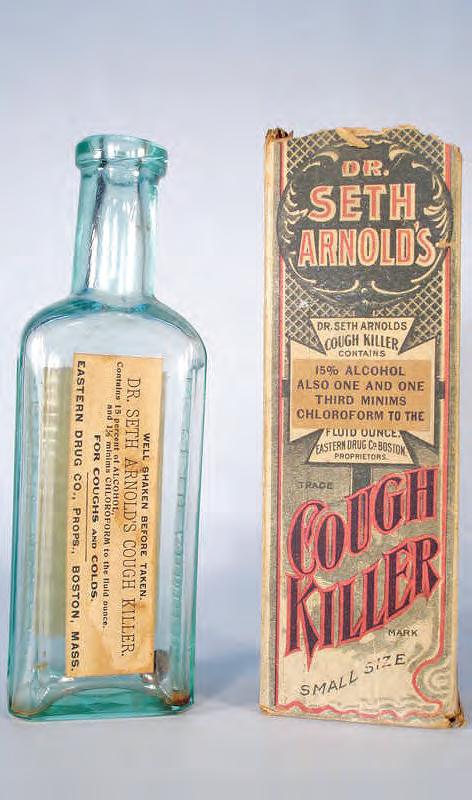 WELL SHAKEN BEFORE TAKEN.
DR. SETH ARNOLD'S COUGH KILLER.
Contains 15 percent of ALCOHOL,
and 1⅓ minims CHLOROFORM to the fluid ounce.
FOR COUGHS AND COLDS.
EASTERN DRUG CO., PROPS., BOSTON, MASS.
DR.
SETH
ARNOLD'S
DR. SETH ARNOLDS
COUGH KILLER
CONTAINS
15% ALCOHOL
ALSO ONE AND ONE
THIRD MINIMS
CHLOROFORM TO THE
FLUID OUNCE.
EASTERN DRUG CO. BOSTON.
PROPRIETORS.
TRADE
COUGH
KILLER
MARK
SMALL SIZE